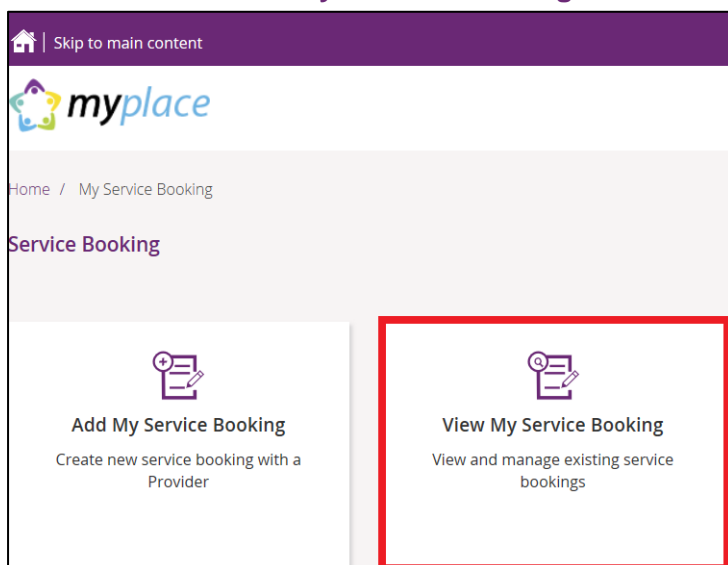 Skip to main content
myplace
Home / My Service Booking
Service Booking
Add My Service Booking
Create new service booking with a
Provider
View My Service Booking
View and manage existing service
bookings